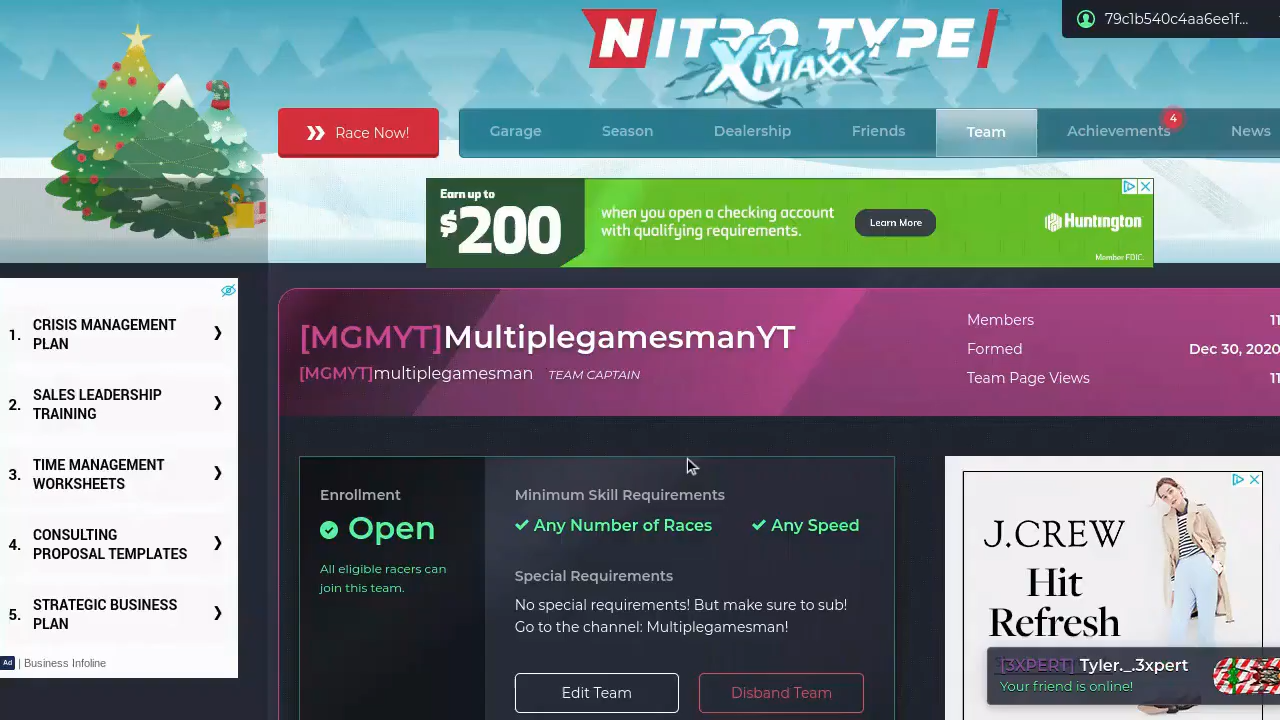 NITRO TYPE
XMAXX
79c1b540c4aa6ee1f...
Race Now!
Garage
Season
Dealership
Friends
Team
Achievements
4
News
Earn up to
$200
when you open a checking account
with qualifying requirements.
Learn More
Huntington
Member FDIC.
1. CRISIS MANAGEMENT
PLAN
2. SALES LEADERSHIP
TRAINING
3. TIME MANAGEMENT
WORKSHEETS
4. CONSULTING
PROPOSAL TEMPLATES
5. STRATEGIC BUSINESS
PLAN
Ad | Business Infoline
[MGMYT]MultiplegamesmanYT
[MGMYT]multiplegamesman TEAM CAPTAIN
Members 11
Formed Dec 30, 2020
Team Page Views 11
Enrollment
Open
All eligible racers can
join this team.
Minimum Skill Requirements
Any Number of Races
Any Speed
Special Requirements
No special requirements! But make sure to sub!
Go to the channel: Multiplegamesman!
Edit Team
Disband Team
J.CREW
Hit
Refresh
[3XPERT] Tyler._.3xpert
Your friend is online!